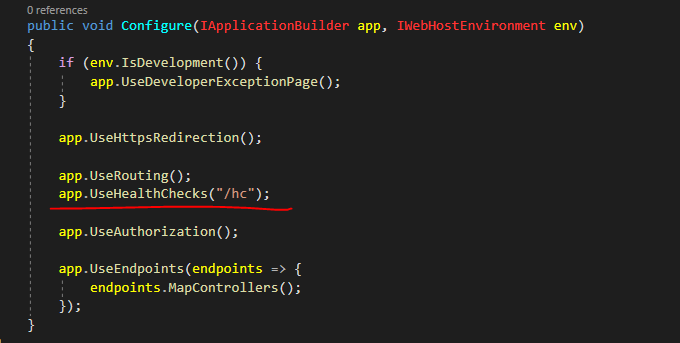 0 references
public void Configure(IApplicationBuilder app, IWebHostEnvironment env)
{
if (env.IsDevelopment()) {
app.UseDeveloperExceptionPage();
}
app.UseHttpsRedirection();
app.UseRouting();
app.UseHealthChecks("/hc");
app.UseAuthorization();
app.UseEndpoints(endpoints => {
endpoints.MapControllers();
});
}